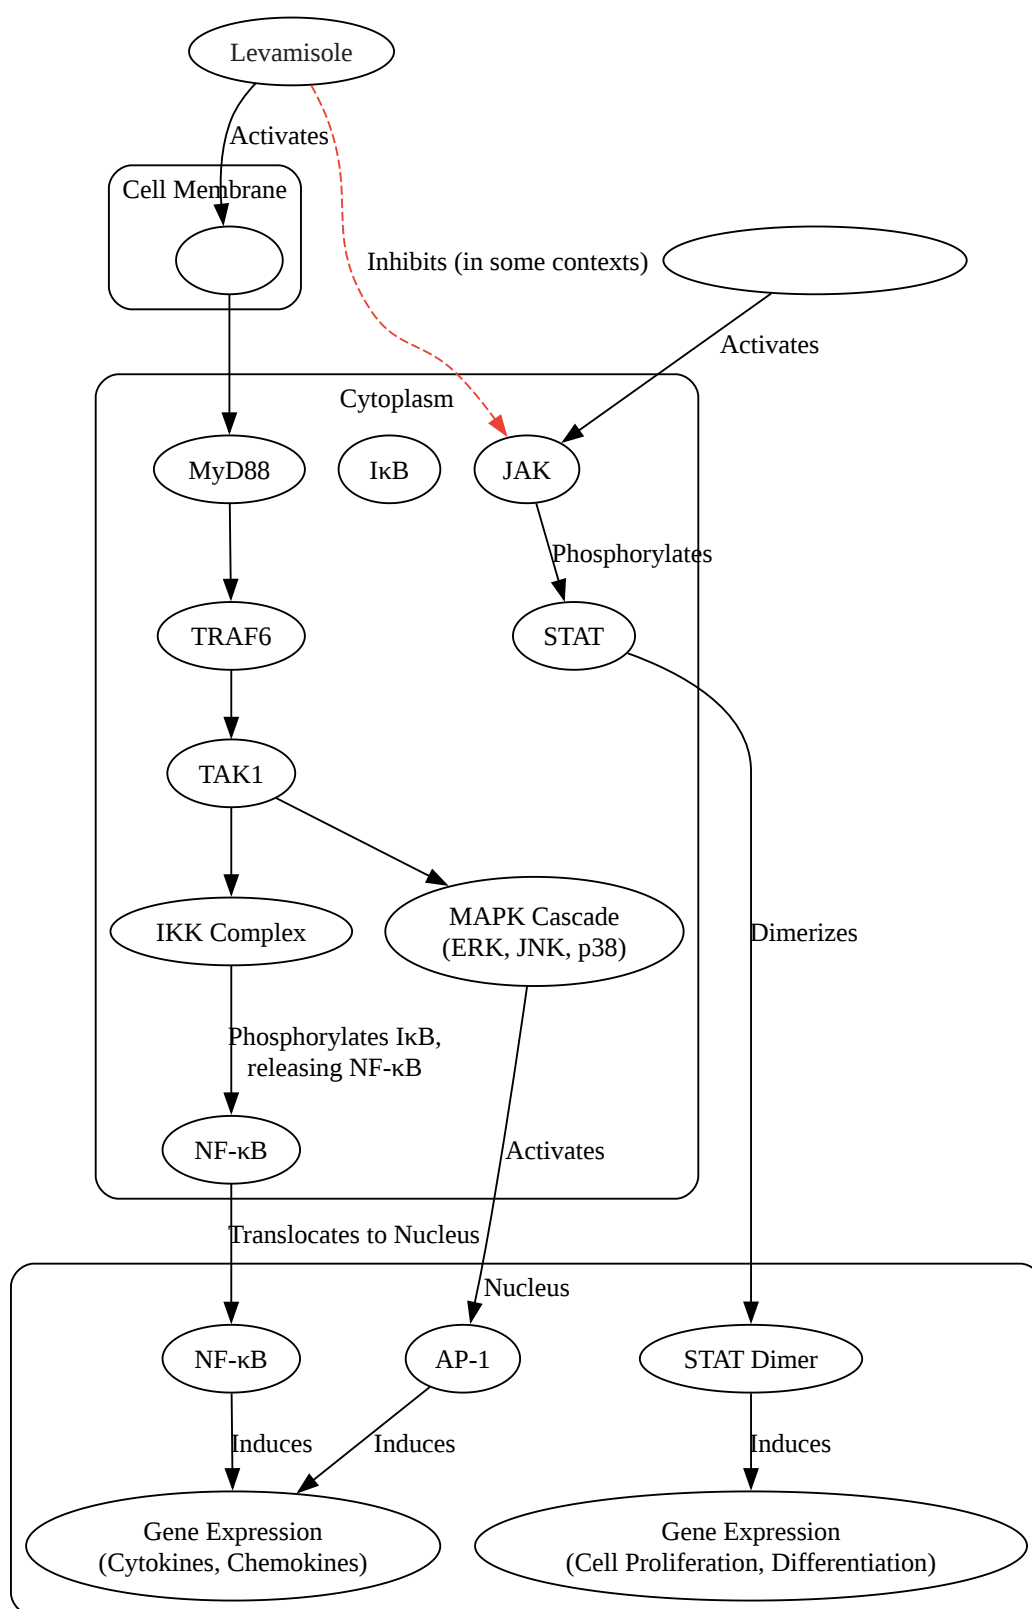 Levamisole
Activates
Cell Membrane
Inhibits (in some contexts)
Activates
Cytoplasm
MyD88
IκB
JAK
Phosphorylates
TRAF6
STAT
TAK1
IKK Complex
MAPK Cascade
(ERK, JNK, p38)
Dimerizes
Phosphorylates IκB,
releasing NF-κB
NF-κB
Activates
Translocates to Nucleus
Nucleus
NF-κB
AP-1
STAT Dimer
Induces
Induces
Induces
Gene Expression
(Cytokines, Chemokines)
Gene Expression
(Cell Proliferation, Differentiation)